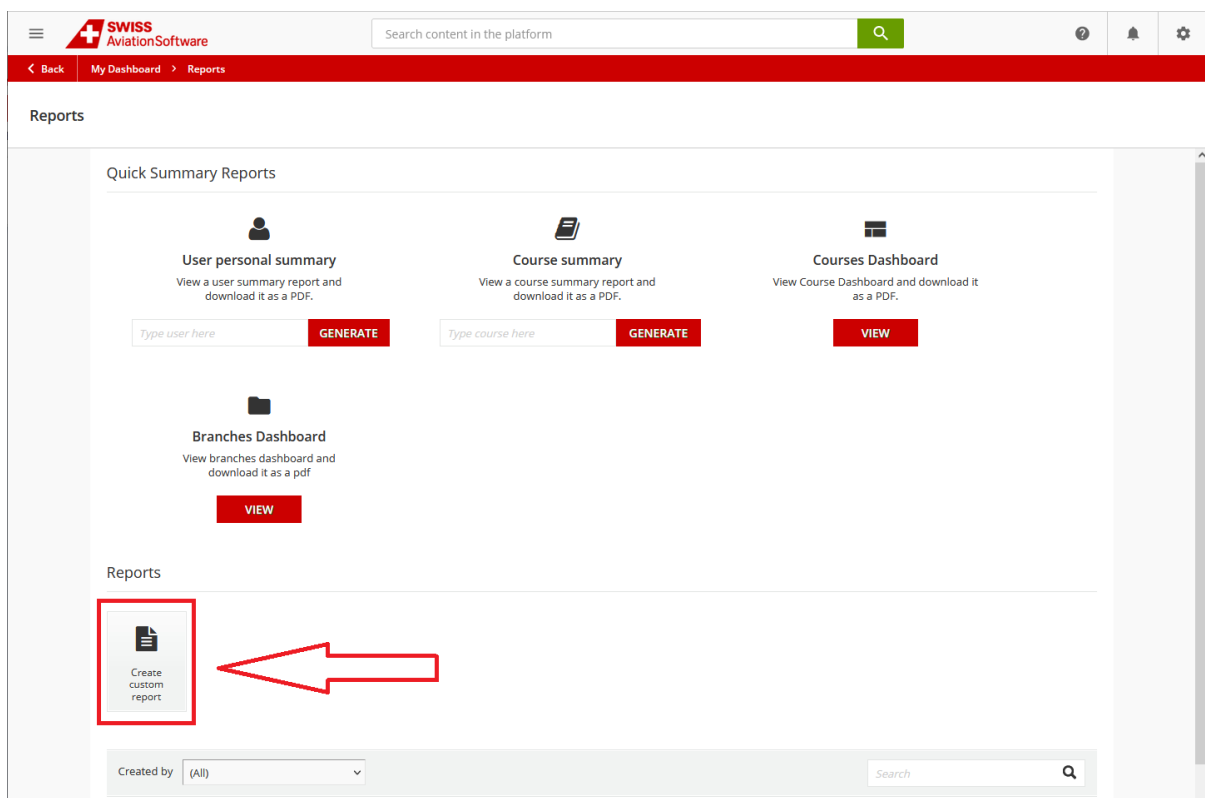 SWISS
AviationSoftware
Search content in the platform
Back
My Dashboard > Reports
Reports
Quick Summary Reports
User personal summary
View a user summary report and
download it as a PDF.
Type user here
GENERATE
Course summary
View a course summary report and
download it as a PDF.
Type course here
GENERATE
Courses Dashboard
View Course Dashboard and download it
as a PDF.
VIEW
Branches Dashboard
View branches dashboard and
download it as a pdf
VIEW
Reports
Create
custom
report
Created by
(All)
Search